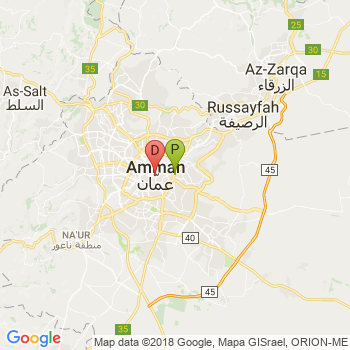 25
35
30
Az-Zarqa
الزرقاء
15
As-Salt
السلط
30
Russayfah
الرصيفة
D
P
Amman
عمان
45
NA'UR
منطقة ناعور
40
45
35
Google
Map data ©2018 Google, Mapa GISrael, ORION-ME